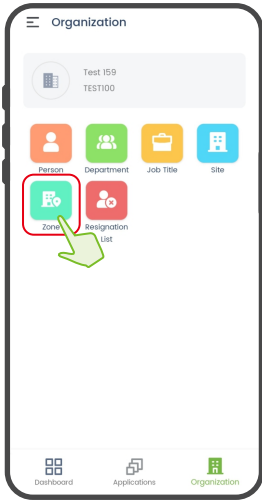 Organization
Test 159
TEST100
Person Department Job Title Site
Zone Resignation List
Dashboard Applications Organization